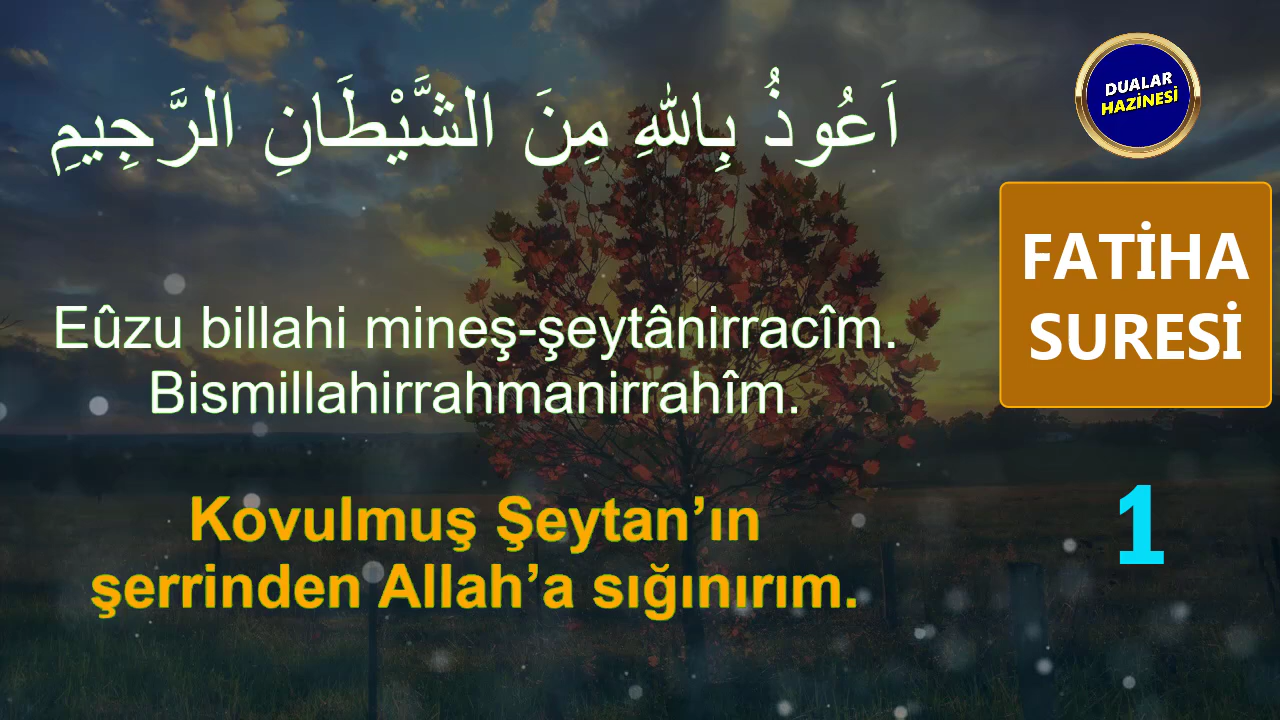 اَعُوذُ بِاللهِ مِنَ الشَّيْطَانِ الرَّجِيمِ
Eûzu billahi mineş-şeytânirracîm.
Bismillahirrahmanirrahîm.
Kovulmuş Şeytan’ın
şerrinden Allah’a sığınırım.
DUALAR
HAZİNESİ
FATİHA
SURESİ
1